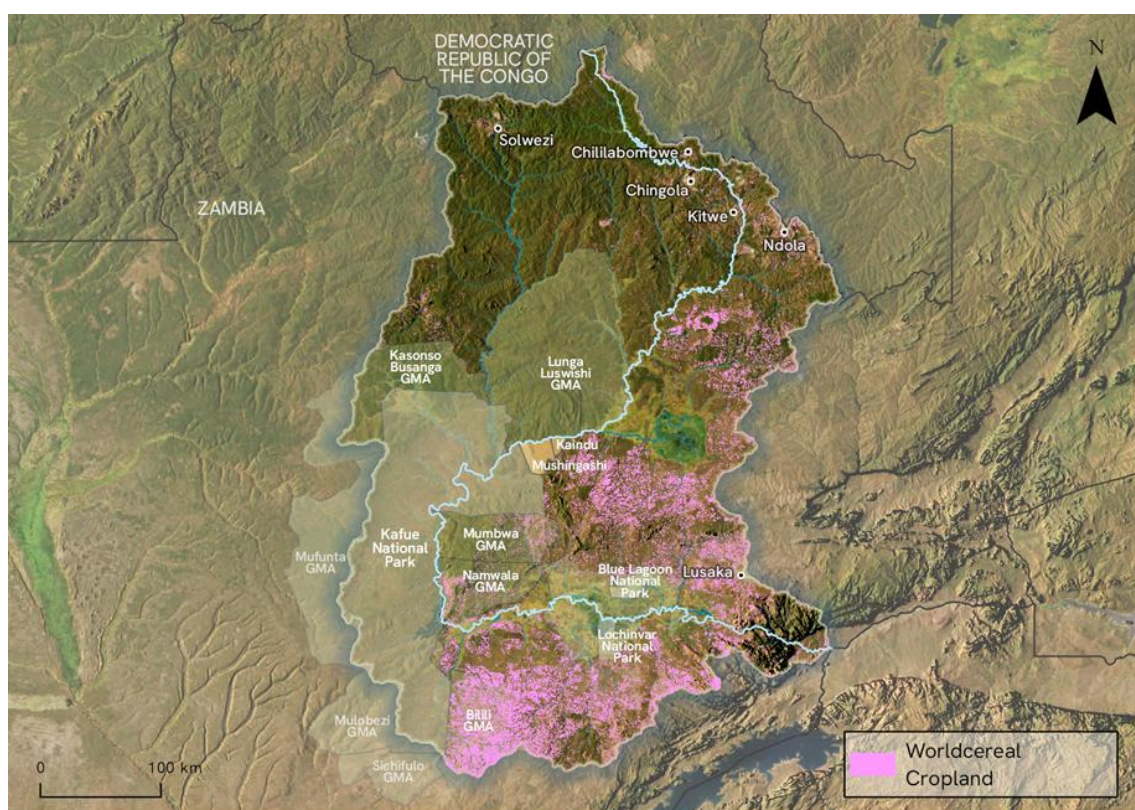 DEMOCRATIC
REPUBLIC OF
THE CONGO
N
Solwezi
Chililabombwe
Chingola
ZAMBIA
Kitwe
Ndola
Kasonso
Busanga
GMA
Lunga
Luswishi
GMA
Kaindu
Mushingashi
Kafue
National
Park
Mumbwa
GMA
Mufunta
GMA
Namwala
GMA
Blue Lagoon
National
Park
Lusaka
Lochinvar
National
Park
Bilili
GMA
Mulobezi
GMA
Sichifulo
GMA
0 100 km
Worldcereal
Cropland